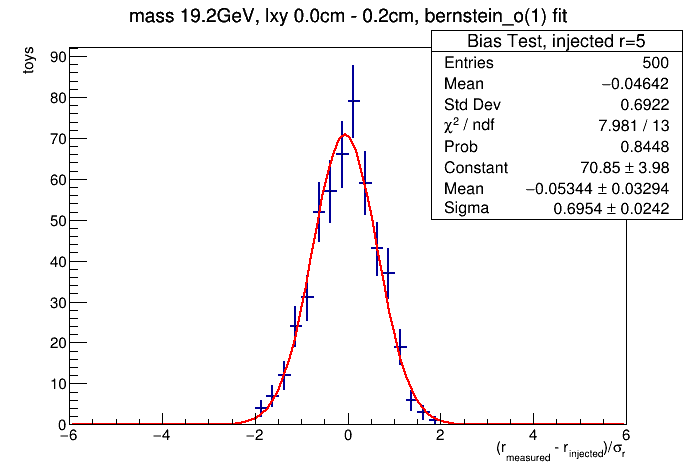 mass 19.2GeV, lxy 0.0cm - 0.2cm, bernstein_o(1) fit
Bias Test, injected r=5
Entries 500
Mean −0.04642
Std Dev 0.6922
χ² / ndf 7.981 / 13
Prob 0.8448
Constant 70.85 ± 3.98
Mean −0.05344 ± 0.03294
Sigma 0.6954 ± 0.0242
toys
90
80
70
60
50
40
30
20
10
0
−6 −4 −2 0 2 4 6
(r_measured - r_injected)/σ_r